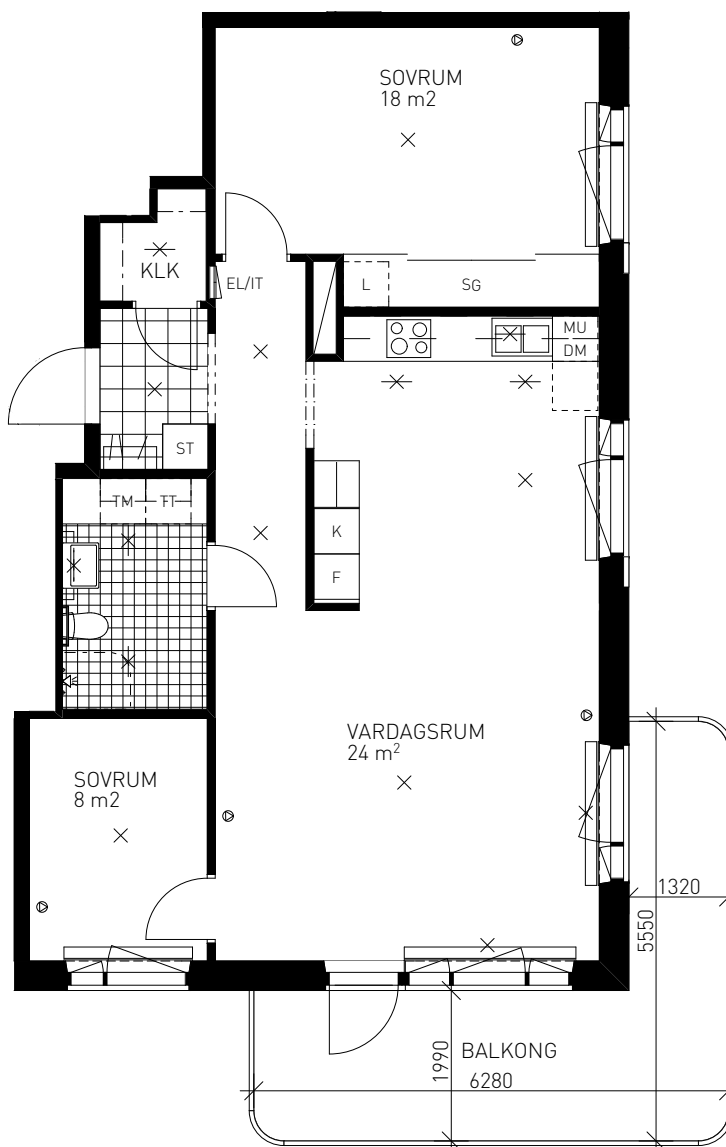 SOVRUM
18 m2
KLK
EL/IT
L
SG
MU
DM
ST
TM
TT
K
F
VARDAGSRUM
24 m²
SOVRUM
8 m2
1320
5550
1990
BALKONG
6280